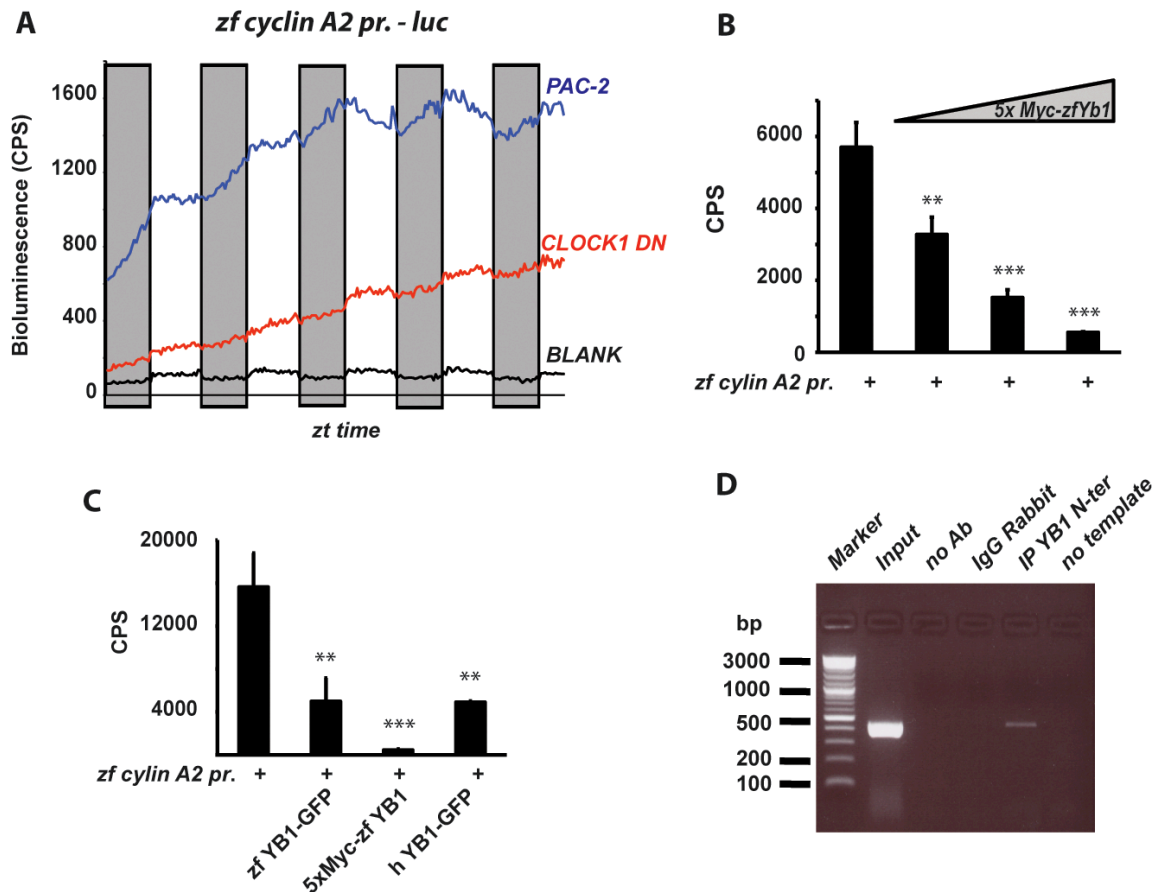 A
zf cyclin A2 pr. - luc
Bioluminescence (CPS)
1600
1200
800
400
0
PAC-2
CLOCK1 DN
BLANK
zt time
B
5x Myc-zfYb1
CPS
6000
4000
2000
0
**
***
***
zf cylin A2 pr. + + + +
C
CPS
20000
12000
4000
**
***
**
zf cylin A2 pr. + + + +
zf YB1-GFP
5xMyc-zf YB1
h YB1-GFP
D
Marker
Input
no Ab
IgG Rabbit
IP YB1 N-ter
no template
bp
3000
1000
500
200
100